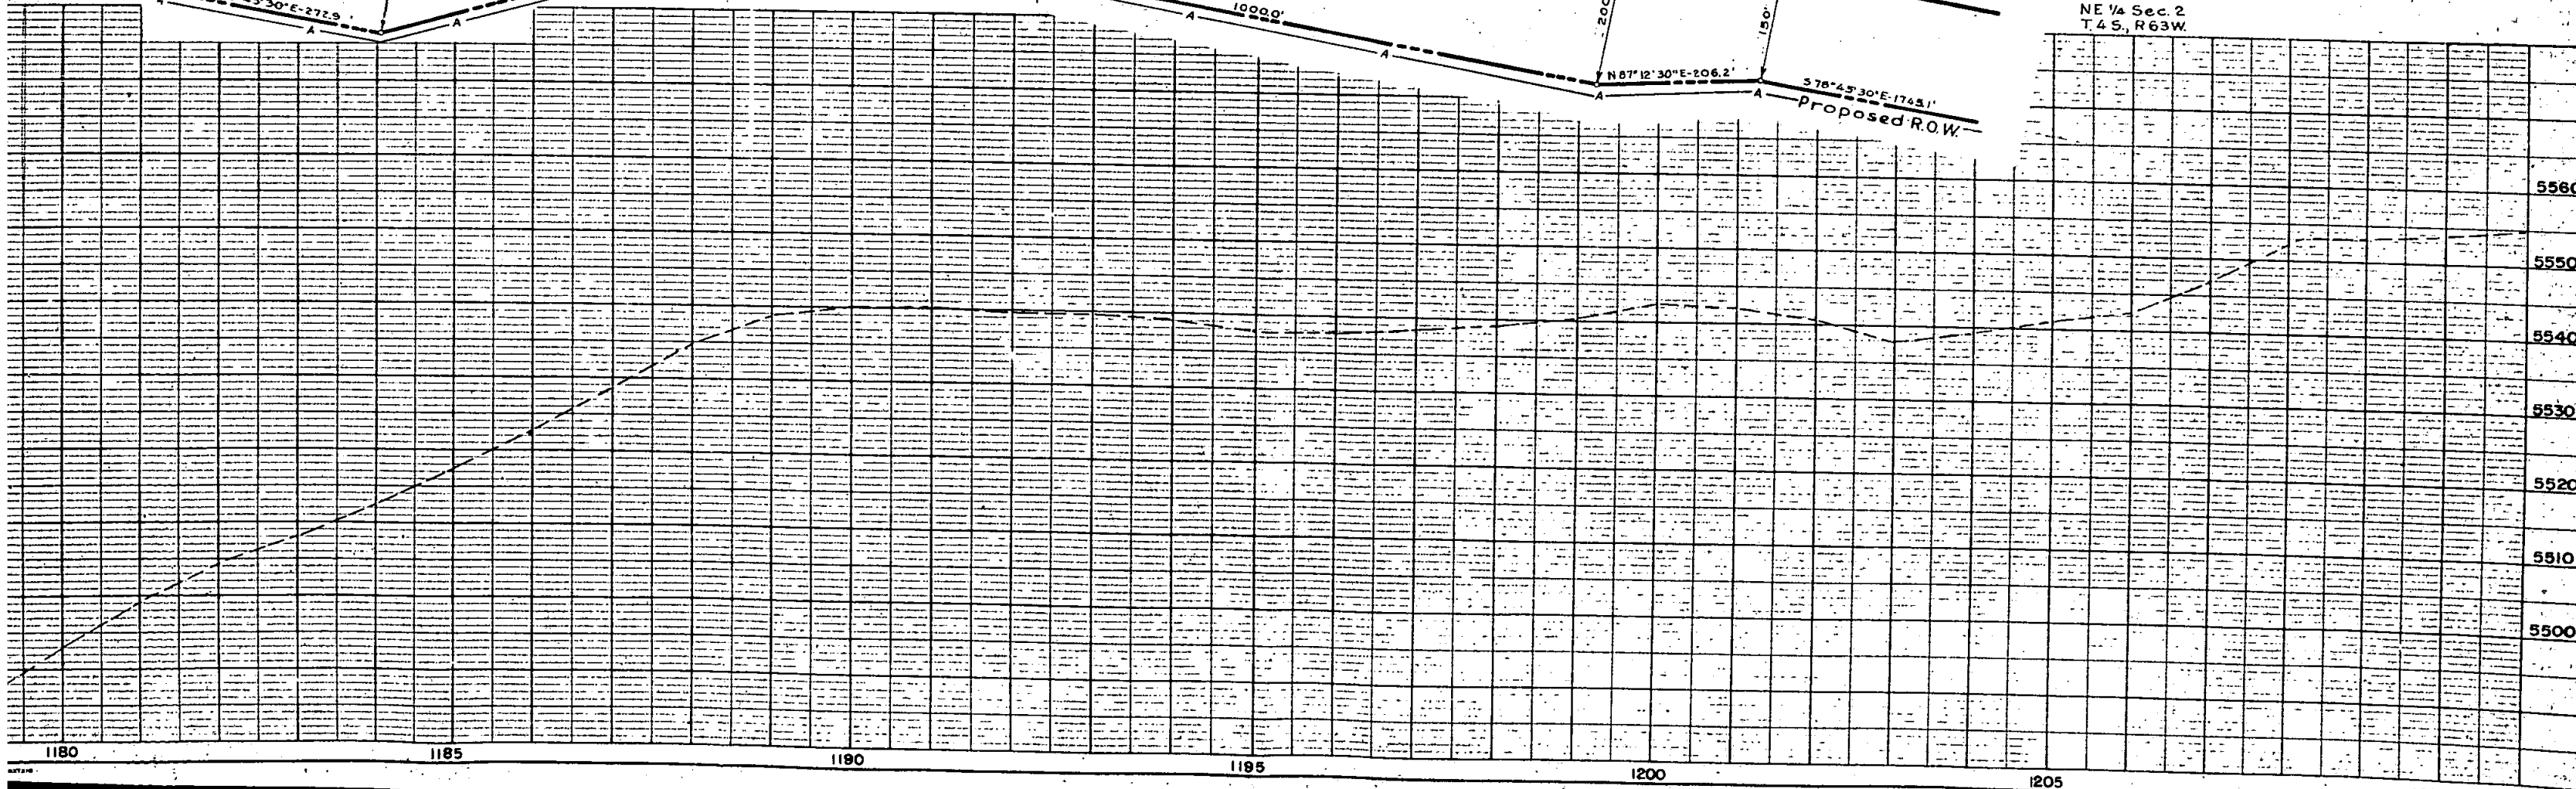 1000.0'
200
150'
NE 1/4 Sec. 2
T.4 S., R 63 W.
30"E-272.9
A
A
A
A
A
N 87° 12' 30" E-206.2'
A
A
S 78° 45' 30" E-1745.1'
Proposed R.O.W.
5560
5550
5540
5530
5520
5510
5500
1180
1185
1190
1195
1200
1205